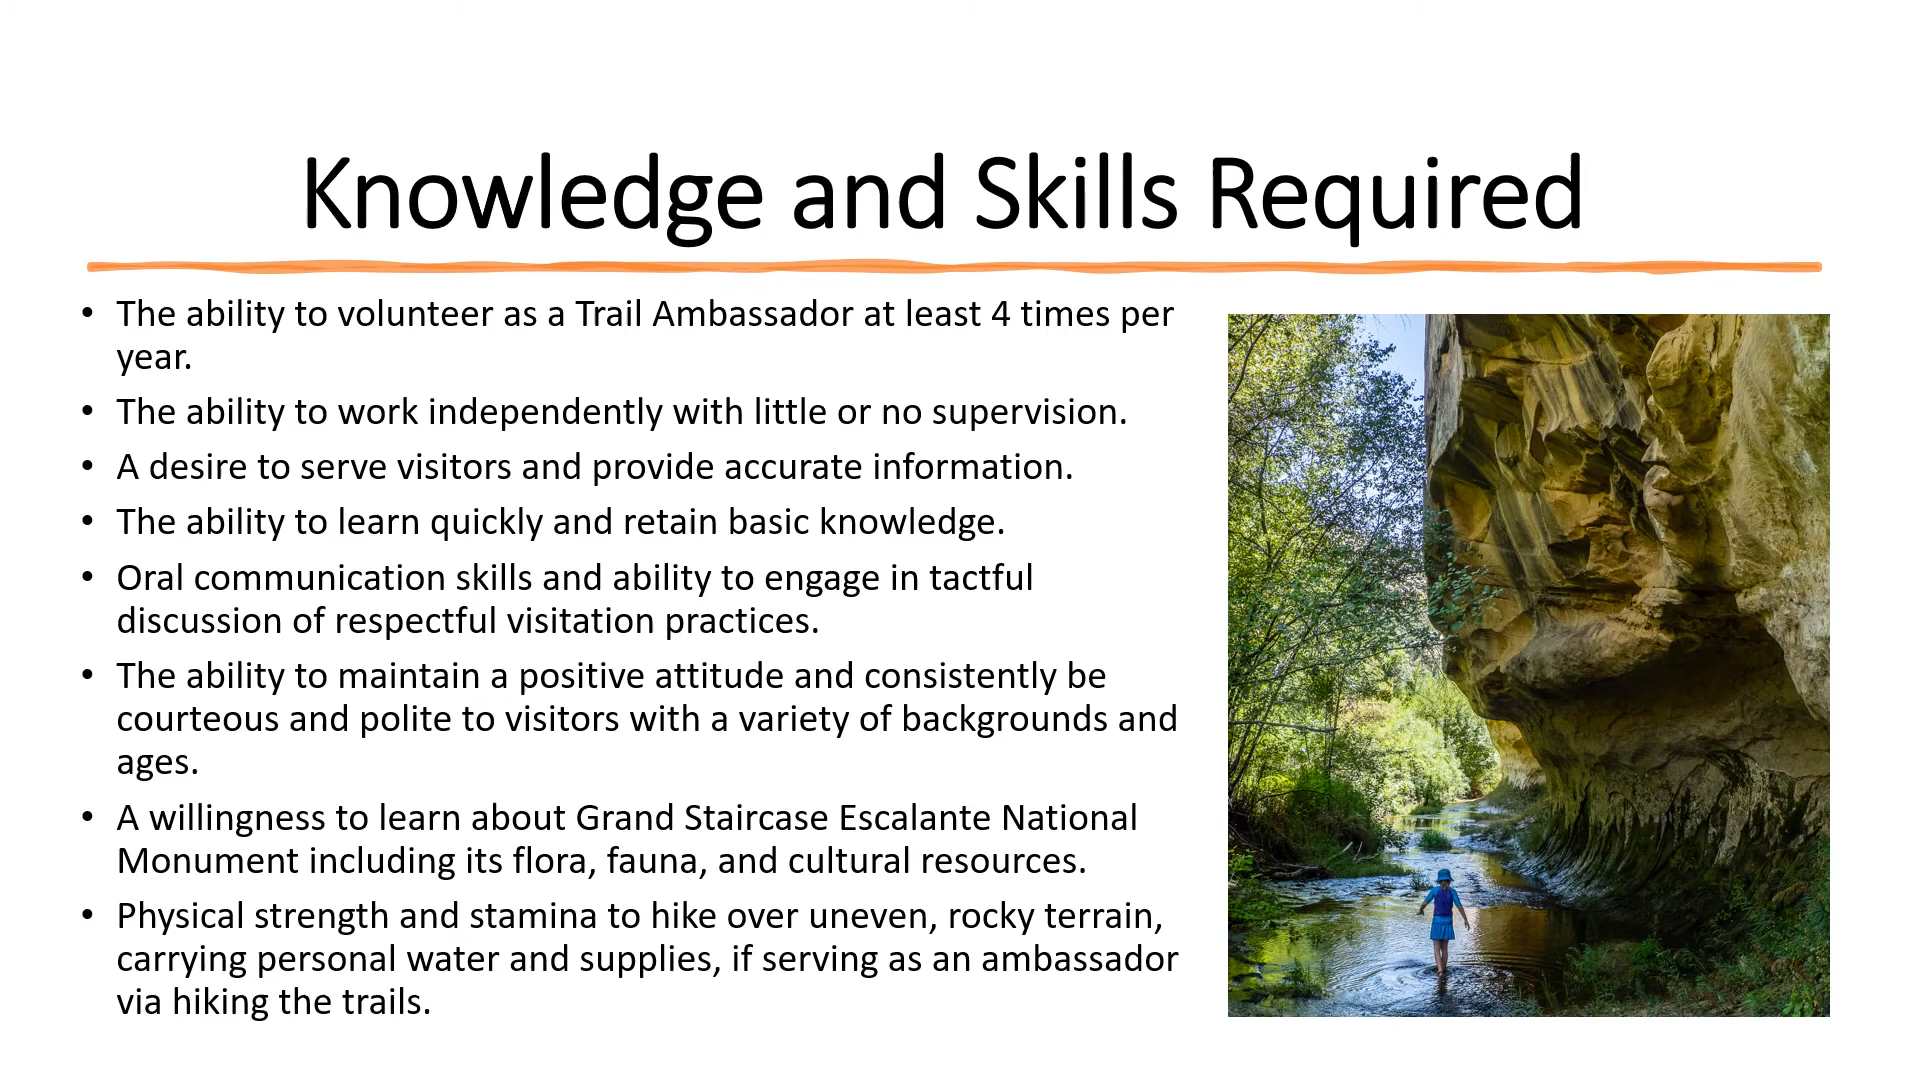 Knowledge and Skills Required
• The ability to volunteer as a Trail Ambassador at least 4 times per
year.
• The ability to work independently with little or no supervision.
• A desire to serve visitors and provide accurate information.
• The ability to learn quickly and retain basic knowledge.
• Oral communication skills and ability to engage in tactful
discussion of respectful visitation practices.
• The ability to maintain a positive attitude and consistently be
courteous and polite to visitors with a variety of backgrounds and
ages.
• A willingness to learn about Grand Staircase Escalante National
Monument including its flora, fauna, and cultural resources.
• Physical strength and stamina to hike over uneven, rocky terrain,
carrying personal water and supplies, if serving as an ambassador
via hiking the trails.